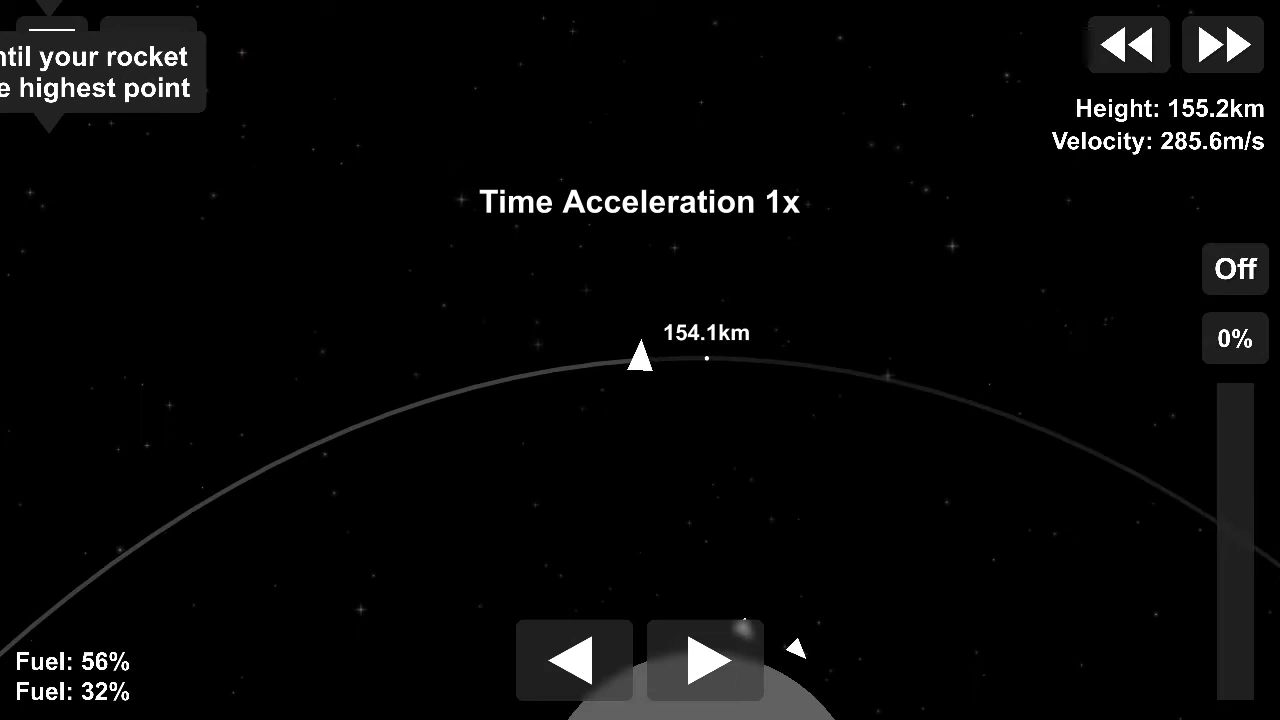 ntil your rocket
e highest point
Height: 155.2km
Velocity: 285.6m/s
Time Acceleration 1x
Off
154.1km
0%
Fuel: 56%
Fuel: 32%